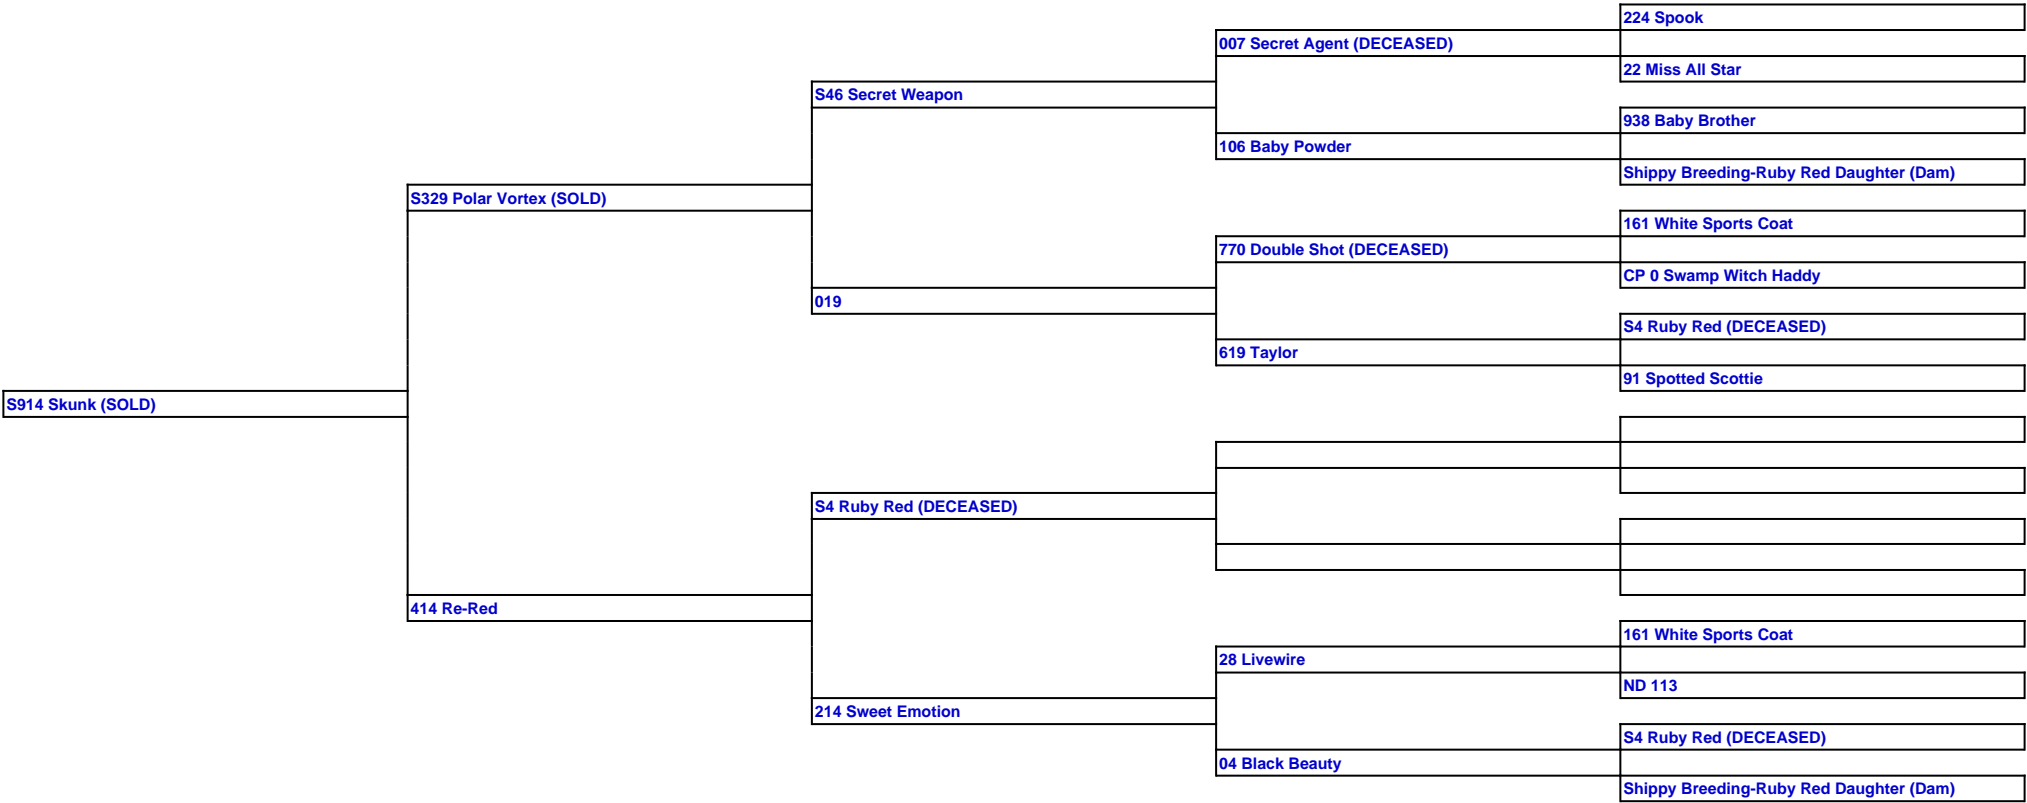 224 Spook
007 Secret Agent (DECEASED)
22 Miss All Star
S46 Secret Weapon
938 Baby Brother
106 Baby Powder
Shippy Breeding-Ruby Red Daughter (Dam)
S329 Polar Vortex (SOLD)
161 White Sports Coat
770 Double Shot (DECEASED)
CP 0 Swamp Witch Haddy
019
S4 Ruby Red (DECEASED)
619 Taylor
91 Spotted Scottie
S914 Skunk (SOLD)
S4 Ruby Red (DECEASED)
414 Re-Red
161 White Sports Coat
28 Livewire
ND 113
214 Sweet Emotion
S4 Ruby Red (DECEASED)
04 Black Beauty
Shippy Breeding-Ruby Red Daughter (Dam)